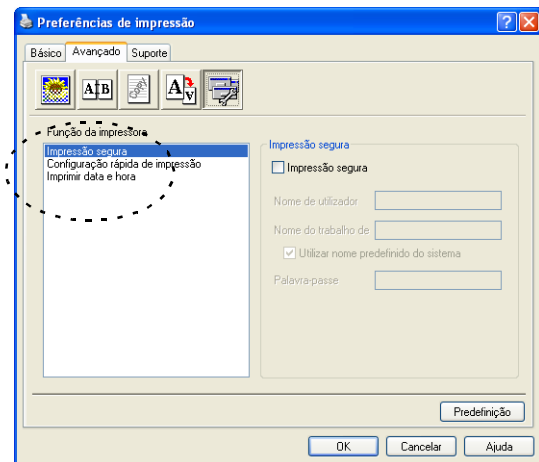 Preferências de impressão
Básico Avançado Suporte
A B A
Função da impressora
Impressão segura
Configuração rápida de impressão
Imprimir data e hora
Impressão segura
Impressão segura
Nome de utilizador
Nome do trabalho de
Utilizar nome predefinido do sistema
Palavra-passe
Predefinição
OK Cancelar Ajuda